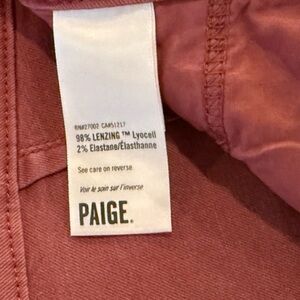 RN#27002 CA#51217
98% LENZING™ Lyocell
2% Elastane/Élasthanne
See care on reverse
Voir le soin sur l'inverse
PAIGE.